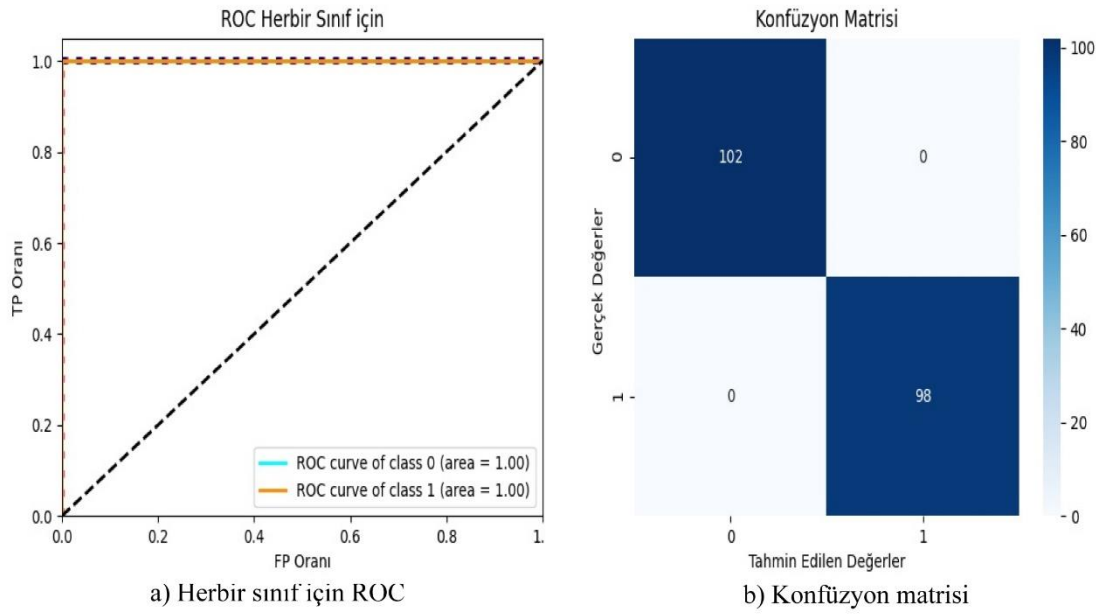 ROC Herbir Sınıf için
1.0
0.8
0.6
0.4
0.2
0.0
TP Oranı
0.0 0.2 0.4 0.6 0.8 1.
FP Oranı
ROC curve of class 0 (area = 1.00)
ROC curve of class 1 (area = 1.00)
a) Herbir sınıf için ROC
Konfüzyon Matrisi
Gerçek Değerler
0
1
102 0
0 98
0 1
Tahmin Edilen Değerler
100
80
60
40
20
0
b) Konfüzyon matrisi